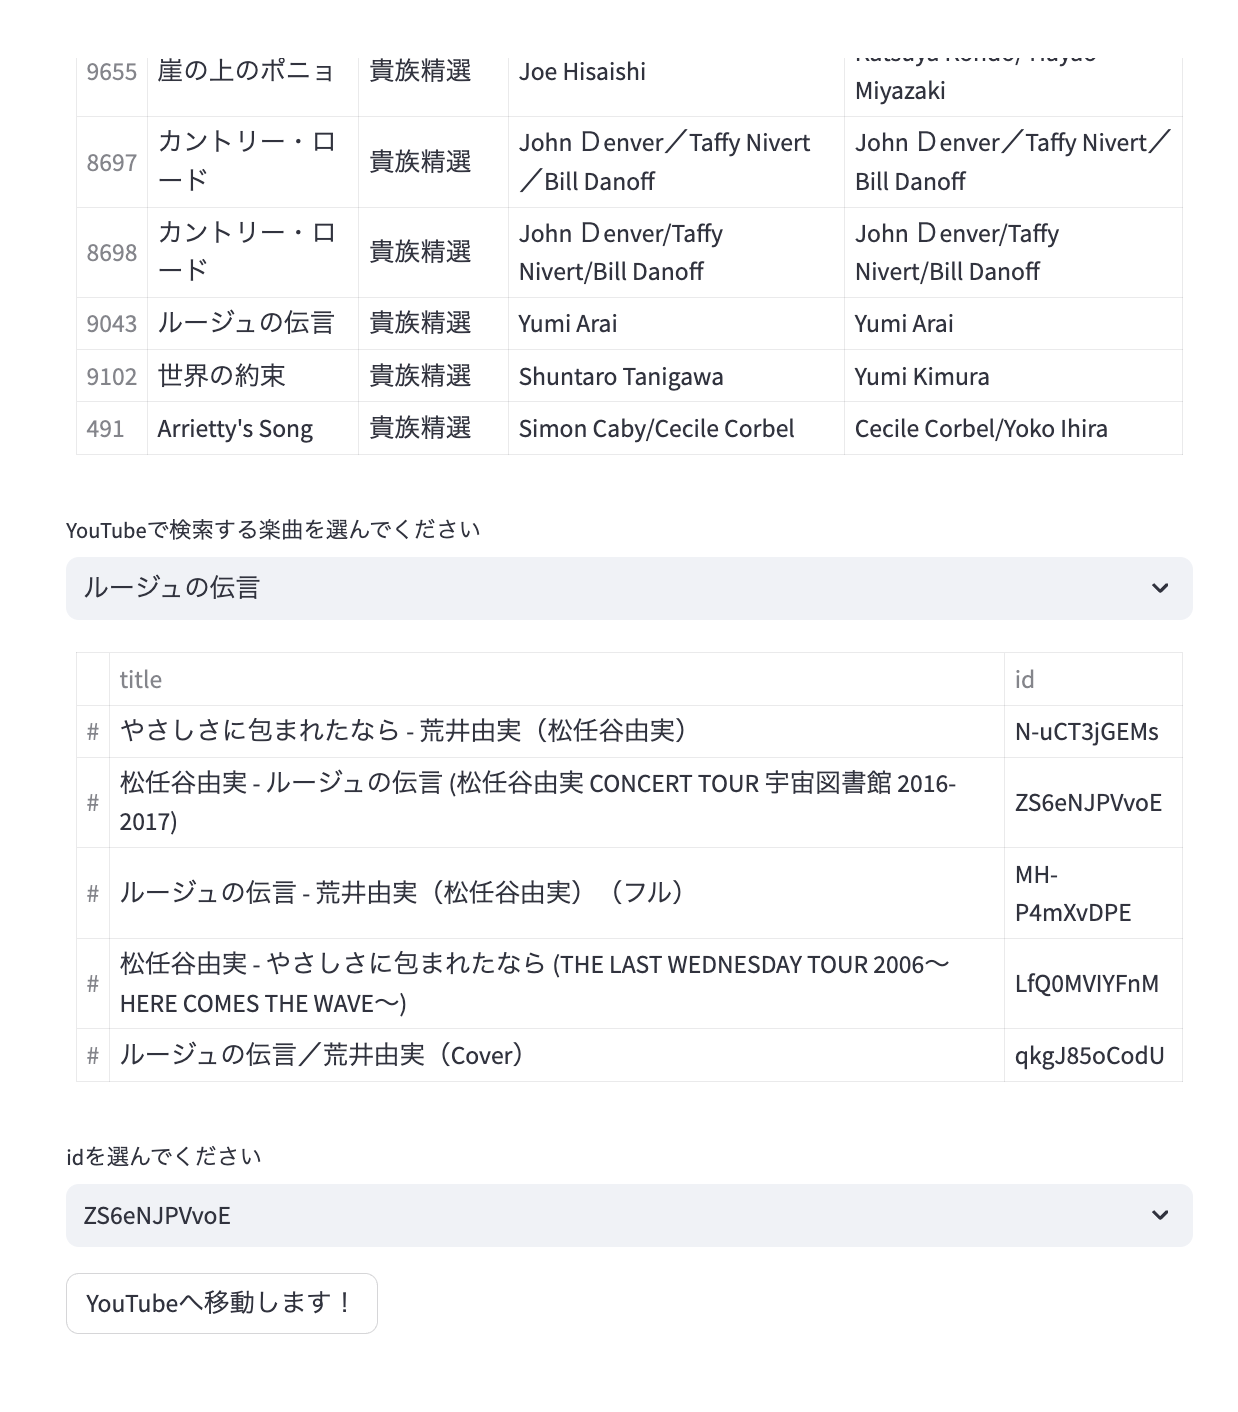 9655 崖の上のポニョ 貴族精選 Joe Hisaishi
Miyazaki
カントリー・ロ
ード
8697 貴族精選 John Ｄenver／Taffy Nivert
／Bill Danoff
John Ｄenver／Taffy Nivert／
Bill Danoff
カントリー・ロ
ード
8698 貴族精選 John Ｄenver/Taffy
Nivert/Bill Danoff
John Ｄenver/Taffy
Nivert/Bill Danoff
9043 ルージュの伝言 貴族精選 Yumi Arai Yumi Arai
9102 世界の約束 貴族精選 Shuntaro Tanigawa Yumi Kimura
491 Arrietty's Song 貴族精選 Simon Caby/Cecile Corbel Cecile Corbel/Yoko Ihira
YouTubeで検索する楽曲を選んでください
ルージュの伝言
title id
# やさしさに包まれたなら - 荒井由実（松任谷由実） N-uCT3jGEMs
# 松任谷由実 - ルージュの伝言 (松任谷由実 CONCERT TOUR 宇宙図書館 2016-
2017) ZS6eNJPVvoE
# ルージュの伝言 - 荒井由実（松任谷由実）（フル） MH-
P4mXvDPE
# 松任谷由実 - やさしさに包まれたなら (THE LAST WEDNESDAY TOUR 2006～
HERE COMES THE WAVE～) LfQ0MVIYFnM
# ルージュの伝言／荒井由実（Cover） qkgJ85oCodU
idを選んでください
ZS6eNJPVvoE
YouTubeへ移動します！